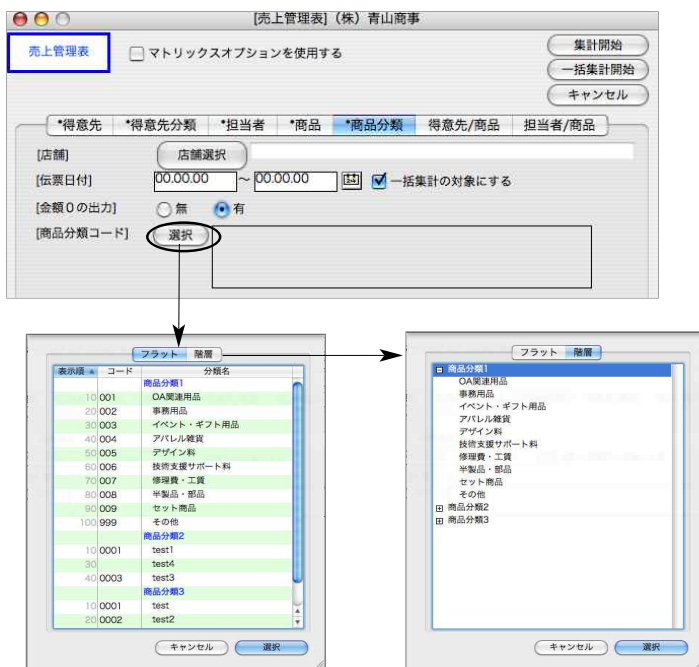 [売上管理表]（株）青山商事
売上管理表
マトリックスオプションを使用する
集計開始
一括集計開始
キャンセル
*得意先 *得意先分類 *担当者 *商品 *商品分類 得意先/商品 担当者/商品
[店舗] 店舗選択
[伝票日付] 00.00.00 ～ 00.00.00 一括集計の対象にする
[金額０の出力] 無 有
[商品分類コード] 選択
フラット 階層
表示順 コード 分類名
商品分類1
10 001 OA関連用品
20 002 事務用品
30 003 イベント・ギフト用品
40 004 アパレル雑貨
50 005 デザイン料
60 006 技術支援サポート料
70 007 修理費・工賃
80 008 半製品・部品
90 009 セット商品
100 999 その他
商品分類2
10 0001 test1
30 test4
40 0003 test3
商品分類3
10 0001 test
20 0002 test2
キャンセル 選択
フラット 階層
商品分類1
OA関連用品
事務用品
イベント・ギフト用品
アパレル雑貨
デザイン料
技術支援サポート料
修理費・工賃
半製品・部品
セット商品
その他
商品分類2
商品分類3
キャンセル 選択